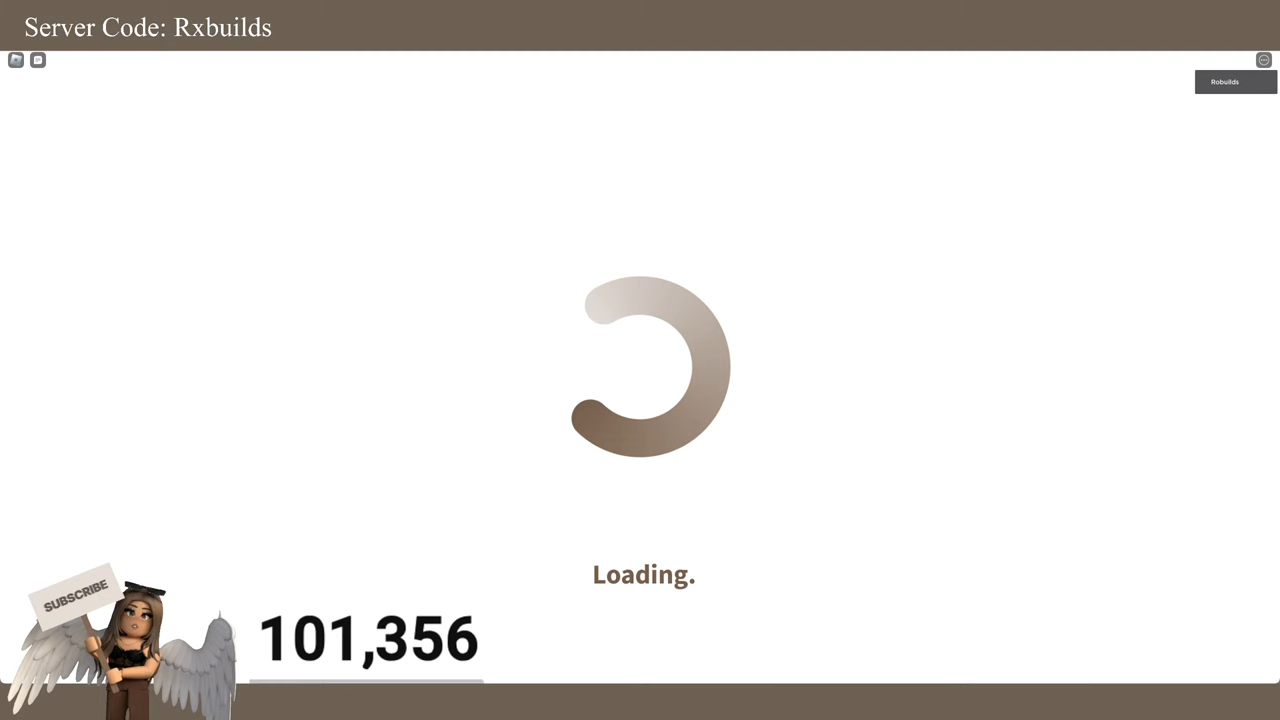 Server Code: Rxbuilds
Robuilds
Loading.
SUBSCRIBE
101,356